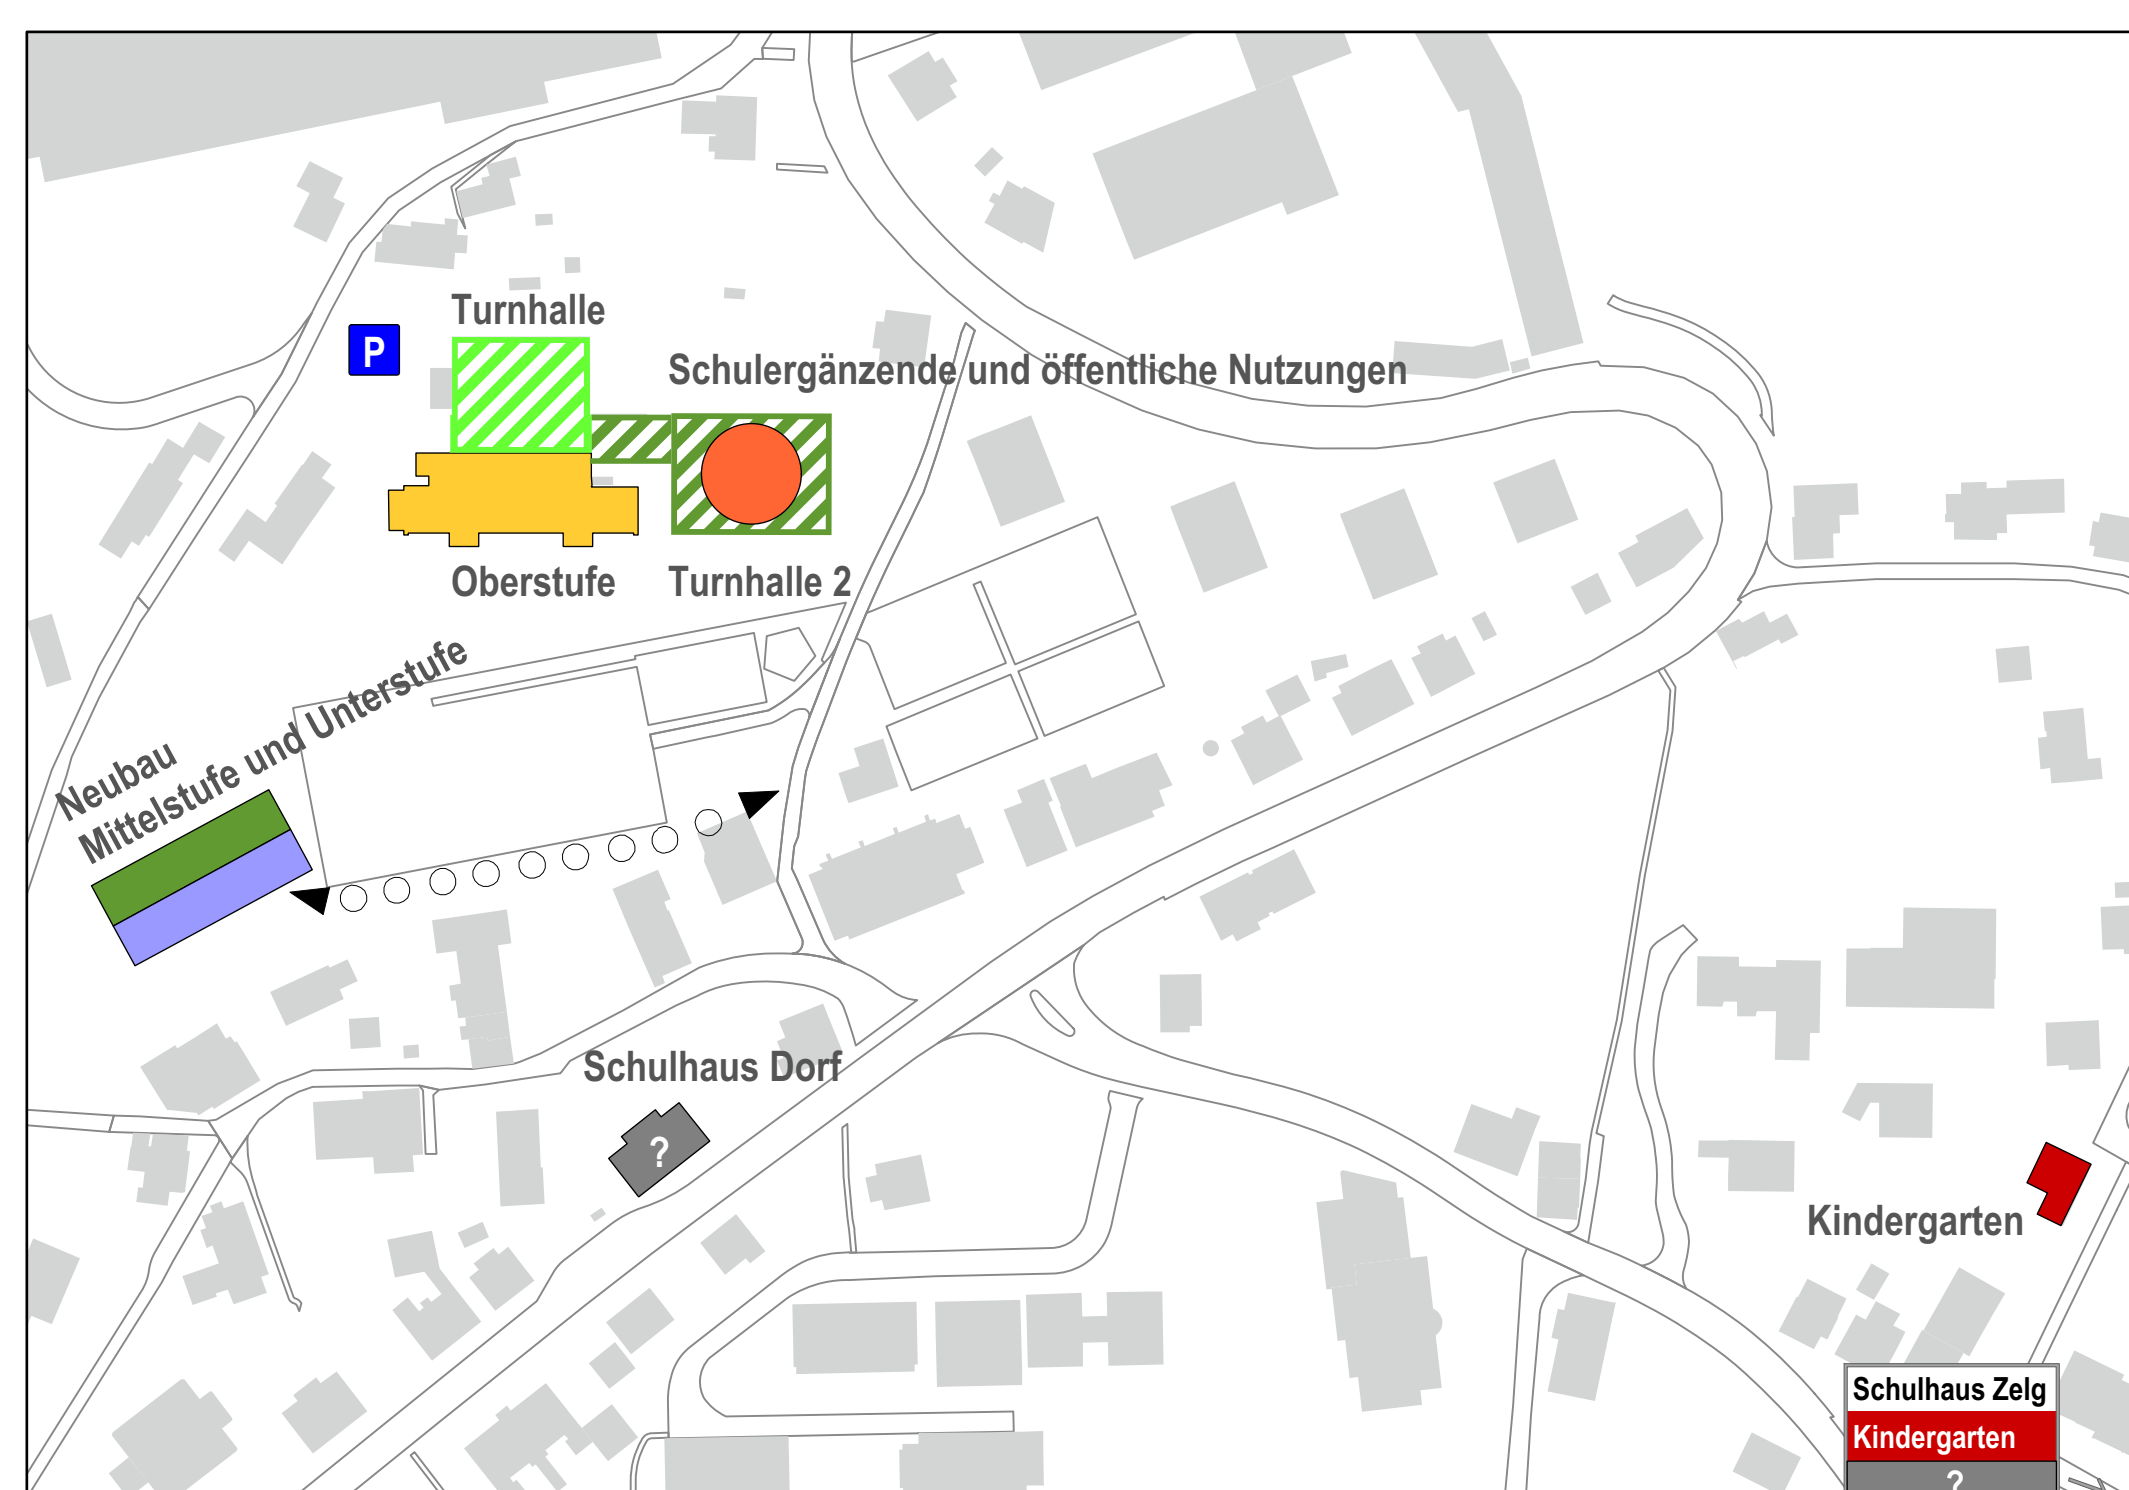 Turnhalle
P
Schulergänzende und öffentliche Nutzungen
Oberstufe
Turnhalle 2
Neubau
Mittelstufe und Unterstufe
Schulhaus Dorf
?
Kindergarten
Schulhaus Zelg
Kindergarten
?